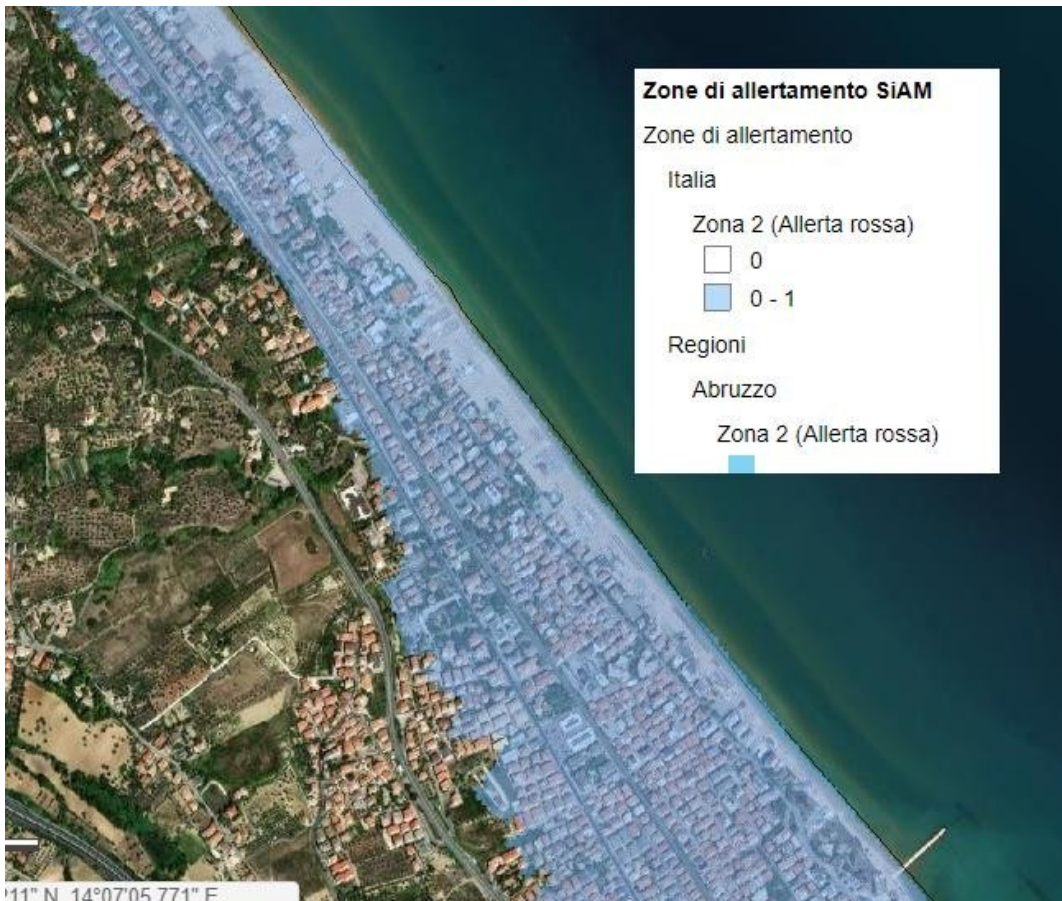 Zone di allertamento SiAM
Zone di allertamento
Italia
Zona 2 (Allerta rossa)
0
0 - 1
Regioni
Abruzzo
Zona 2 (Allerta rossa)
11" N, 14°07'05.771" E